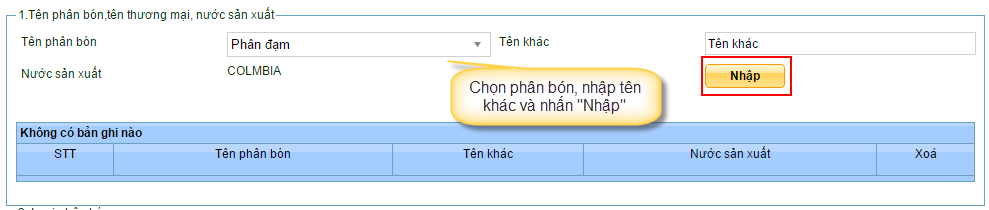 1.Tên phân bón,tên thương mại, nước sản xuất
Tên phân bón Phân đạm Tên khác Tên khác
Nước sản xuất COLMBIA Nhập
Chọn phân bón, nhập tên
khác và nhấn "Nhập"
Không có bản ghi nào
STT Tên phân bón Tên khác Nước sản xuất Xoá